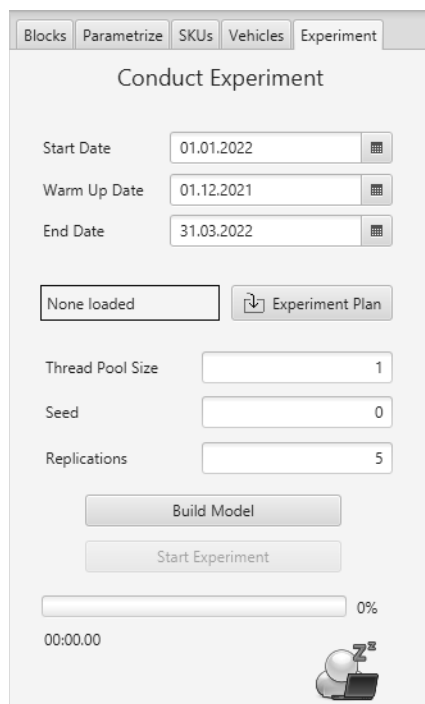 Blocks Parametrize SKUs Vehicles Experiment
Conduct Experiment
Start Date 01.01.2022
Warm Up Date 01.12.2021
End Date 31.03.2022
None loaded Experiment Plan
Thread Pool Size 1
Seed 0
Replications 5
Build Model
Start Experiment
0%
00:00.00
zz